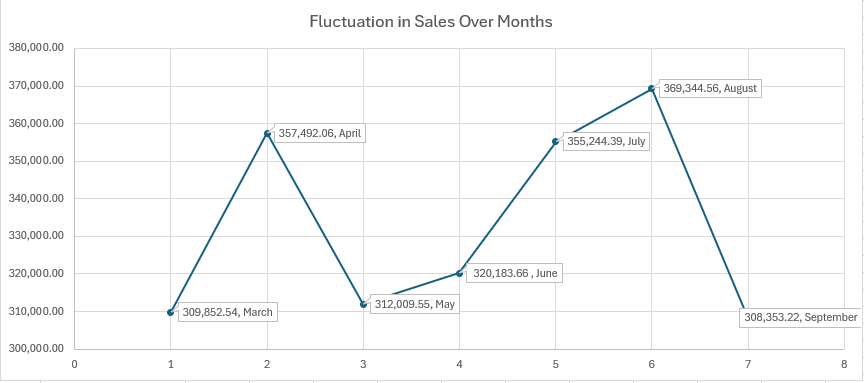 Fluctuation in Sales Over Months
380,000.00
370,000.00
360,000.00
350,000.00
340,000.00
330,000.00
320,000.00
310,000.00
300,000.00
369,344.56, August
357,492.06, April
355,244.39, July
320,183.66 , June
312,009.55, May
309,852.54, March
308,353.22, September
0 1 2 3 4 5 6 7 8